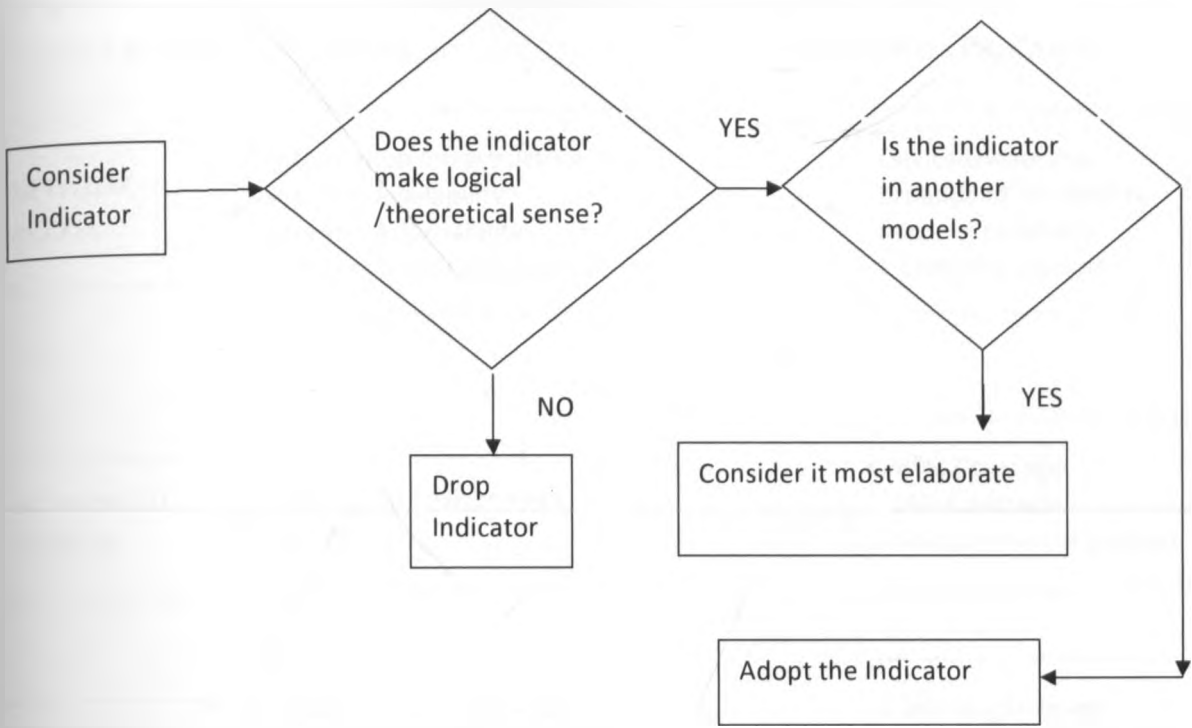 Consider
Indicator
Does the indicator
make logical
/theoretical sense?
YES
Is the indicator
in another
models?
NO
Drop
Indicator
YES
Consider it most elaborate
Adopt the Indicator